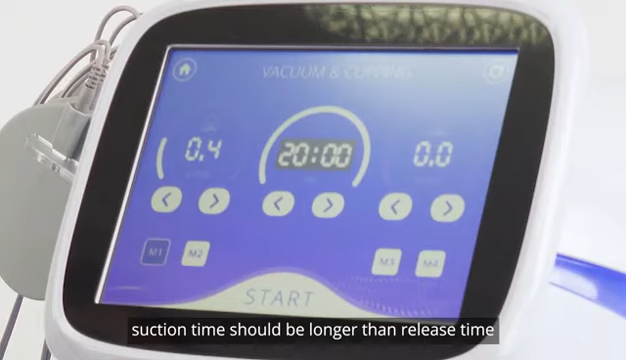 VACUUM & CUPPING
0.4
20:00
0.0
M1
M2
M3
M4
START
suction time should be longer than release time